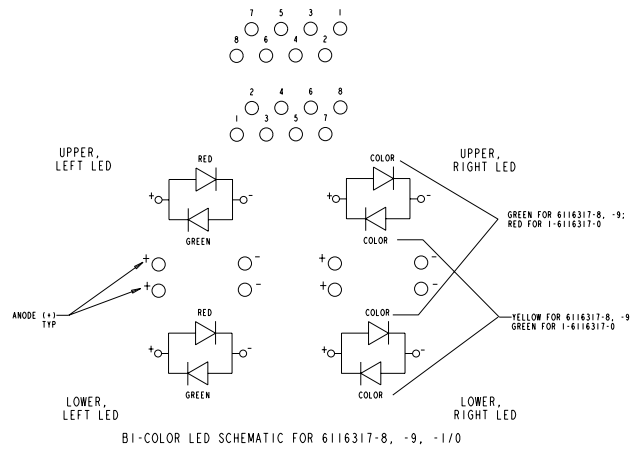 7 5 3 1
8 6 4 2
2 4 6 8
1 3 5 7
UPPER,
LEFT LED
UPPER,
RIGHT LED
RED
COLOR
+ -
+ -
GREEN
COLOR
GREEN FOR 6116317-8, -9;
RED FOR 1-6116317-0
+ - + -
+ - + -
ANODE (+)
TYP
RED
COLOR
YELLOW FOR 6116317-8, -9
GREEN FOR 1-6116317-0
+ -
+ -
GREEN
COLOR
LOWER,
LEFT LED
LOWER,
RIGHT LED
BI-COLOR LED SCHEMATIC FOR 6116317-8, -9, -1/0